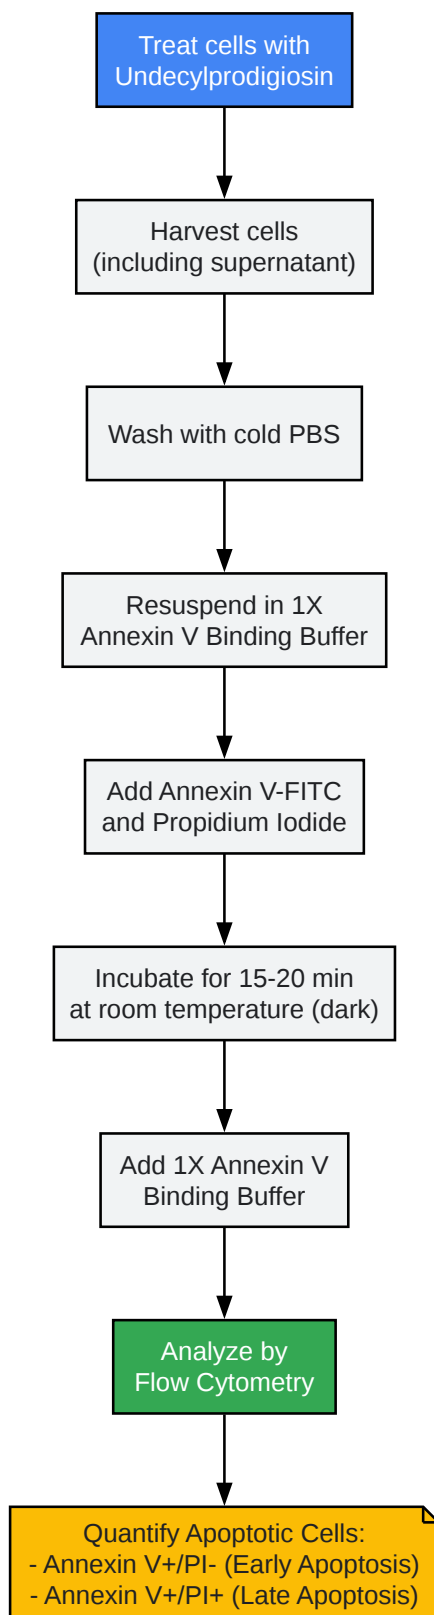 Treat cells with
Undecylprodigiosin
Harvest cells
(including supernatant)
Wash with cold PBS
Resuspend in 1X
Annexin V Binding Buffer
Add Annexin V-FITC
and Propidium Iodide
Incubate for 15-20 min
at room temperature (dark)
Add 1X Annexin V
Binding Buffer
Analyze by
Flow Cytometry
Quantify Apoptotic Cells:
- Annexin V+/PI- (Early Apoptosis)
- Annexin V+/PI+ (Late Apoptosis)